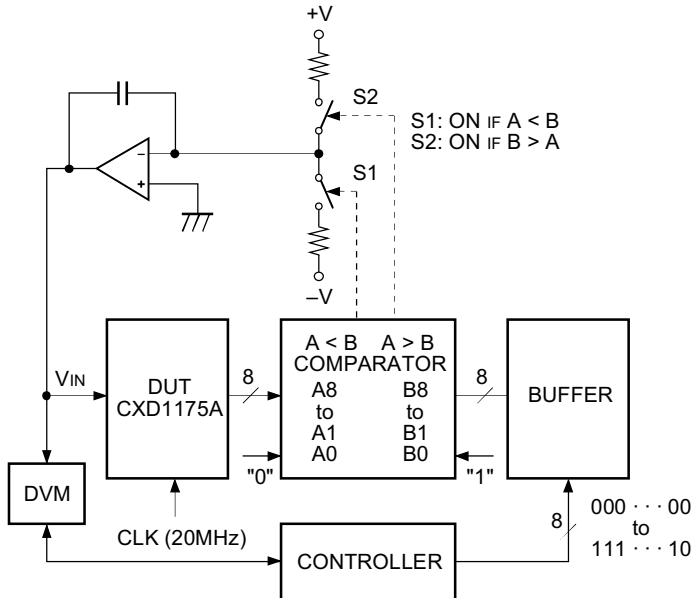 +V
S2
S1: ON IF A < B
S2: ON IF B > A
–
+
S1
–V
A < B A > B
COMPARATOR
VIN
DUT
CXD1175A
8
A8
to
A1
A0
B8
to
B1
B0
8
BUFFER
"0"
"1"
DVM
CLK (20MHz)
CONTROLLER
8
000 · · · 00
to
111 · · · 10